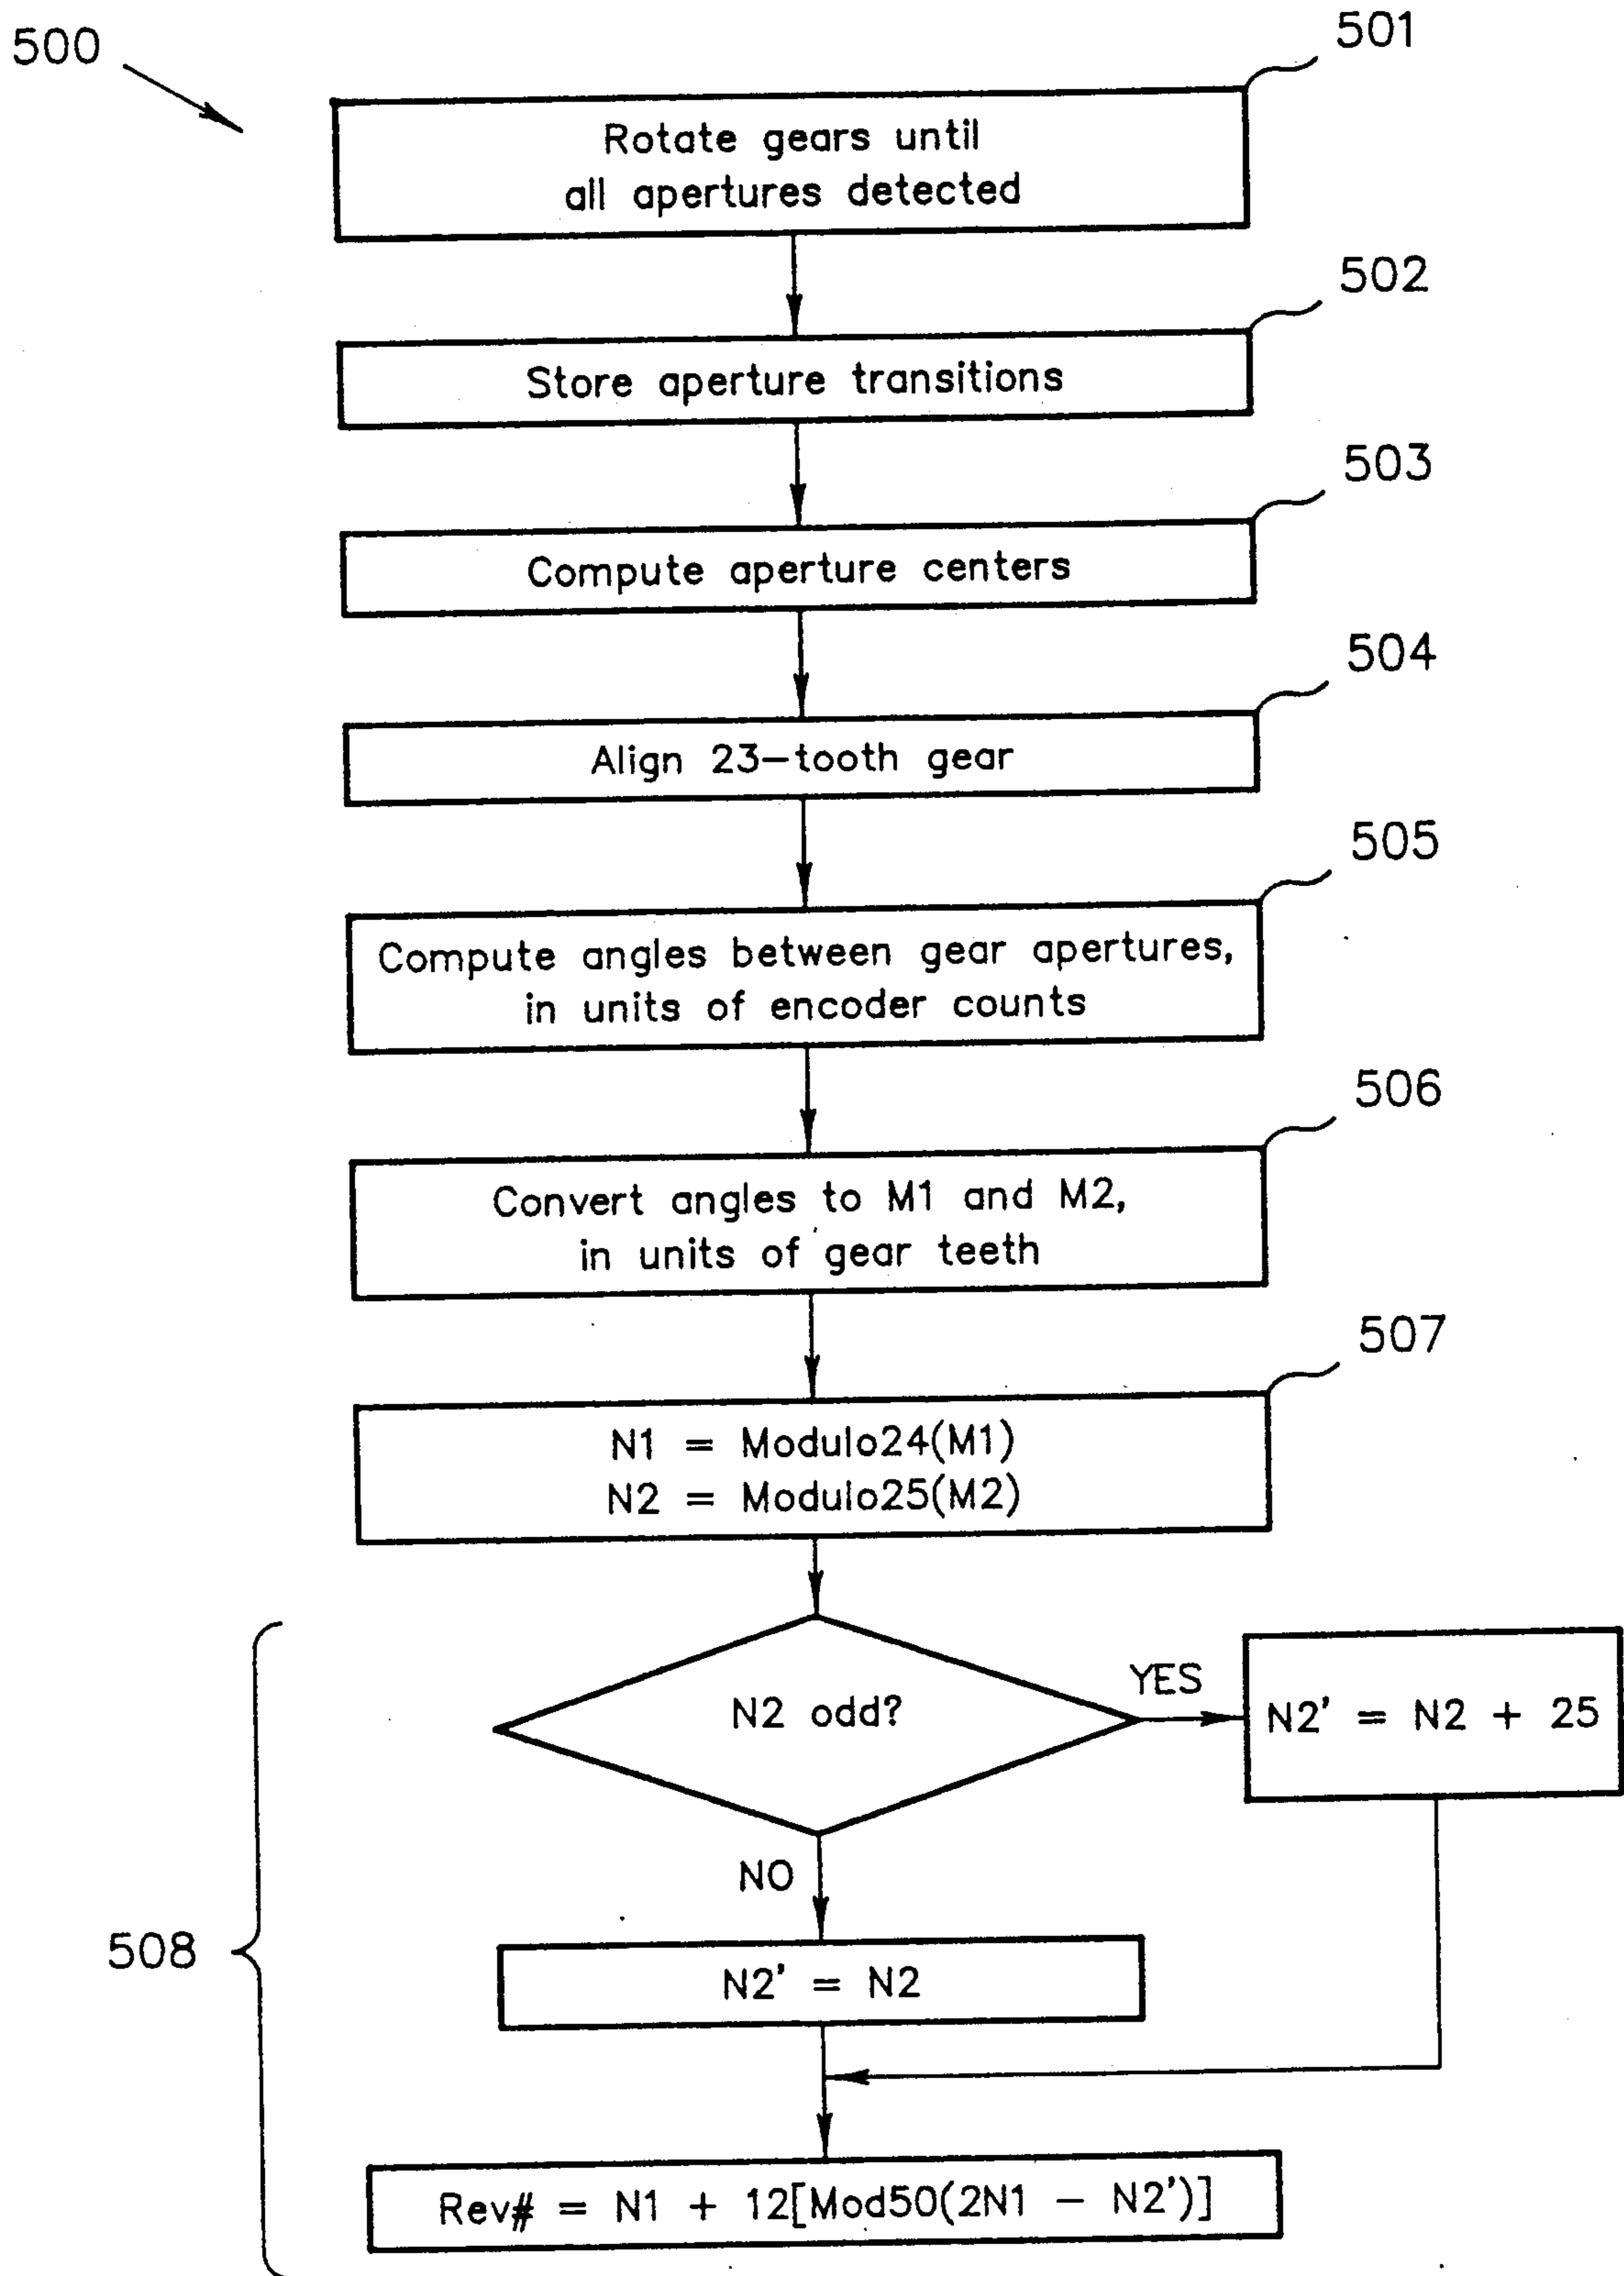 500
501
Rotate gears until
all apertures detected
502
Store aperture transitions
503
Compute aperture centers
504
Align 23-tooth gear
505
Compute angles between gear apertures,
in units of encoder counts
506
Convert angles to M1 and M2,
in units of gear teeth
507
N1 = Modulo24(M1)
N2 = Modulo25(M2)
508
N2 odd?
YES
N2' = N2 + 25
NO
N2' = N2
Rev# = N1 + 12[Mod50(2N1 - N2')]